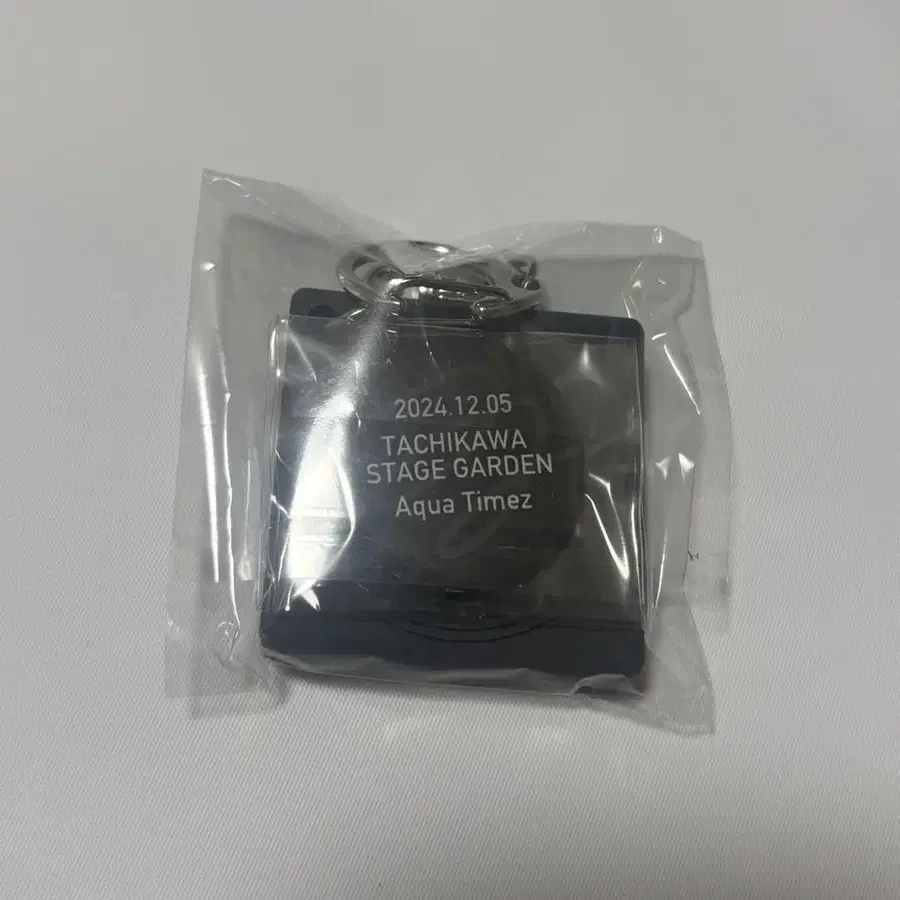 2024.12.05
TACHIKAWA
STAGE GARDEN
Aqua Timez